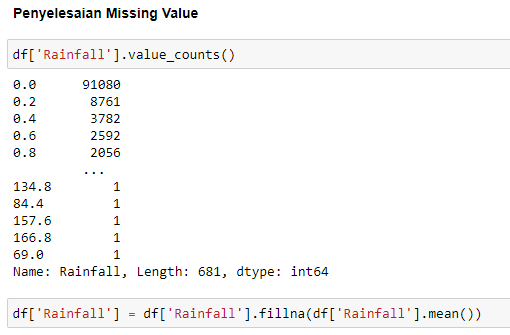 Penyelesaian Missing Value
df['Rainfall'].value_counts()
0.0 91080
0.2 8761
0.4 3782
0.6 2592
0.8 2056
...
134.8 1
84.4 1
157.6 1
166.8 1
69.0 1
Name: Rainfall, Length: 681, dtype: int64
df['Rainfall'] = df['Rainfall'].fillna(df['Rainfall'].mean())